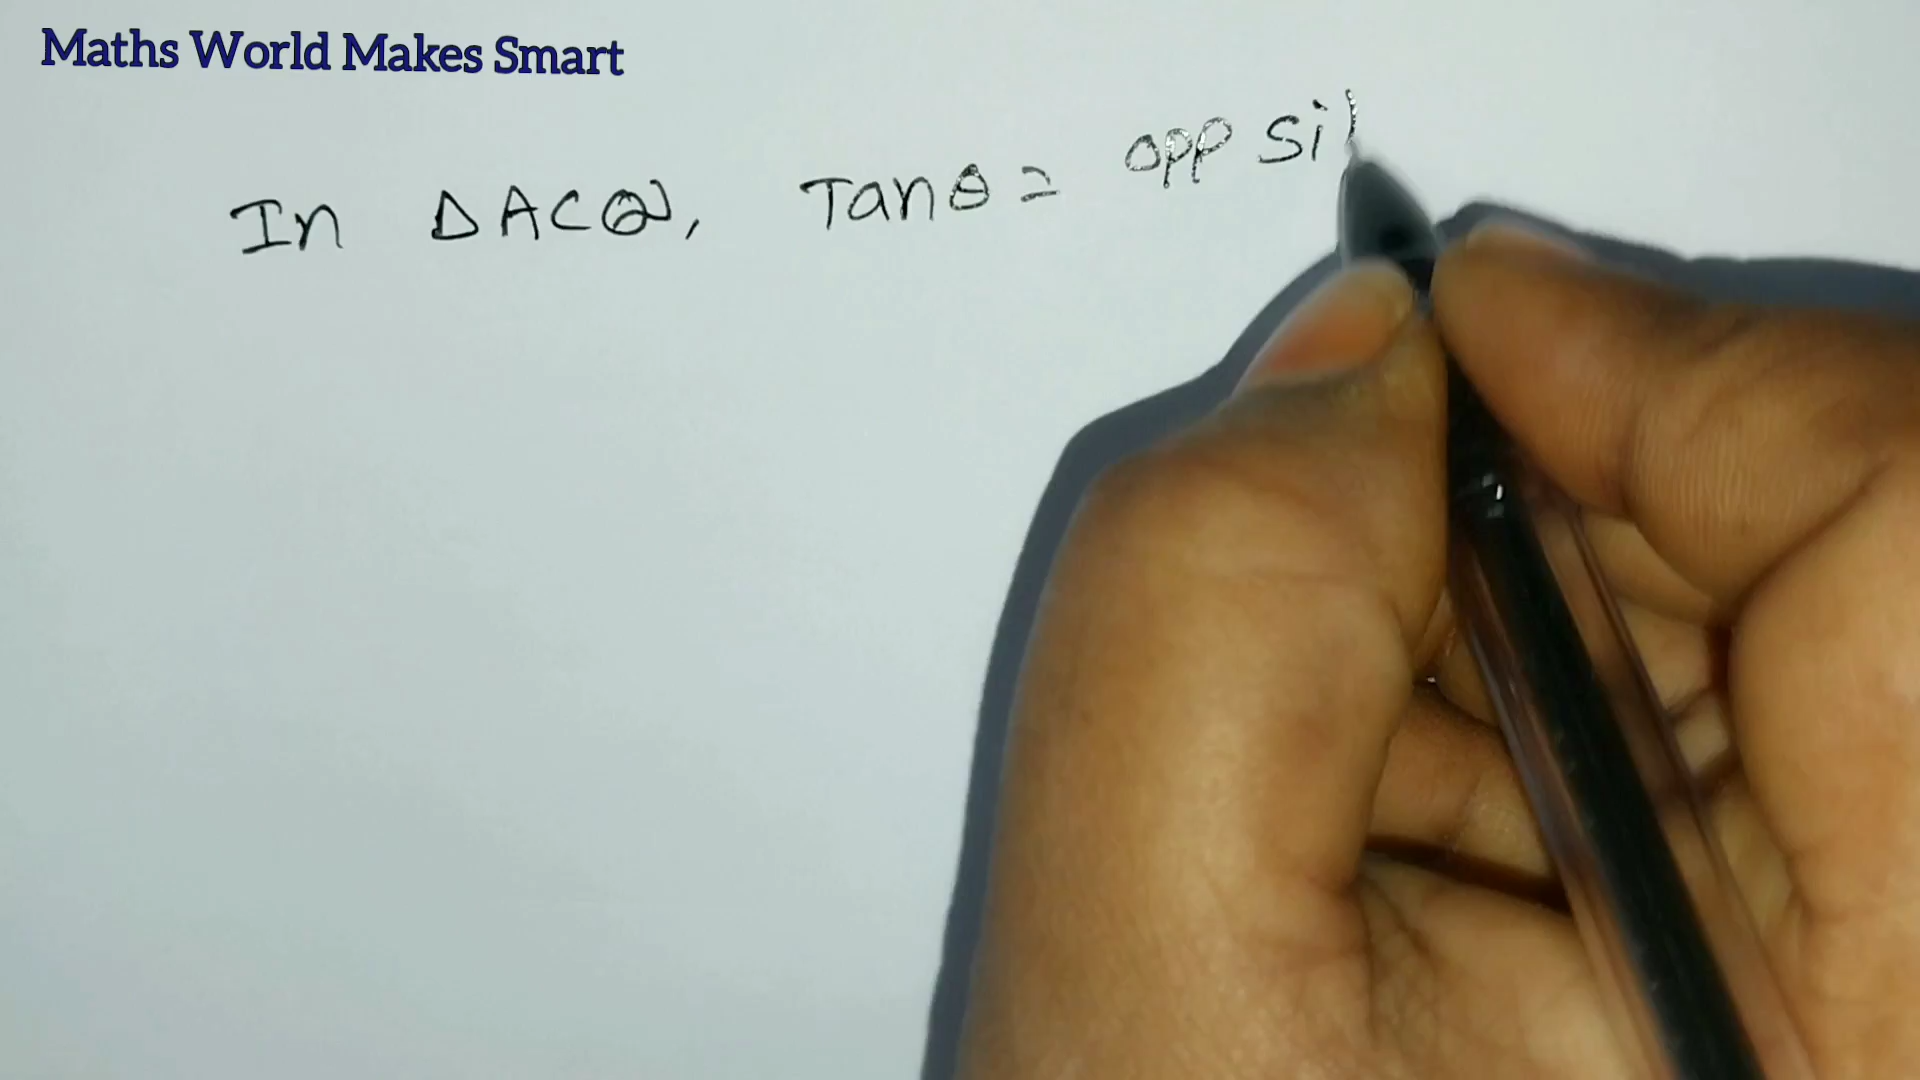 Maths World Makes Smart
In ΔACQ, Tanθ = opp si